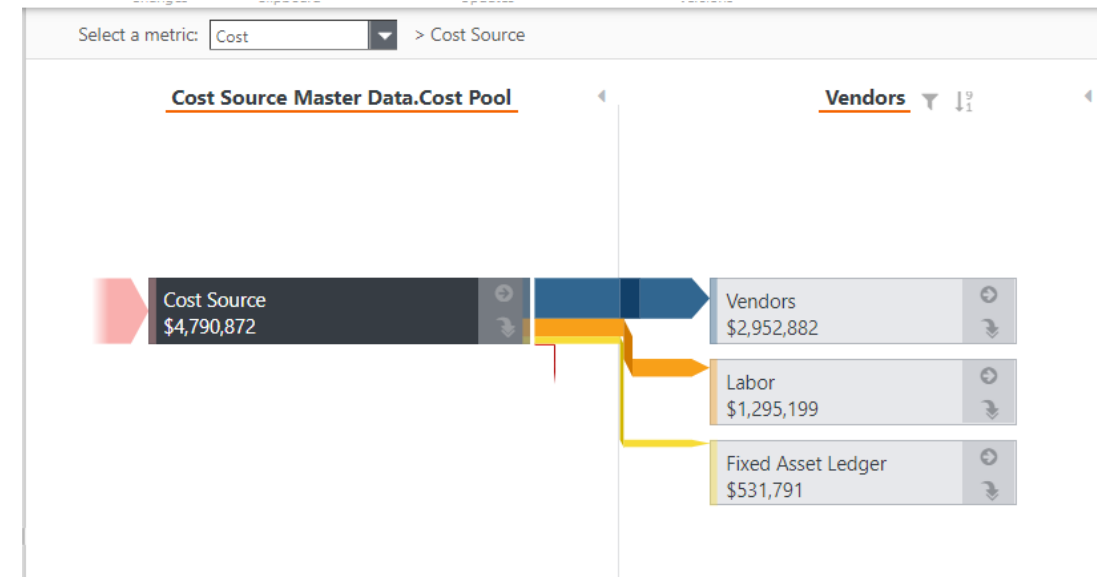 Select a metric: Cost > Cost Source
Cost Source Master Data.Cost Pool
Vendors
Cost Source
$4,790,872
Vendors
$2,952,882
Labor
$1,295,199
Fixed Asset Ledger
$531,791